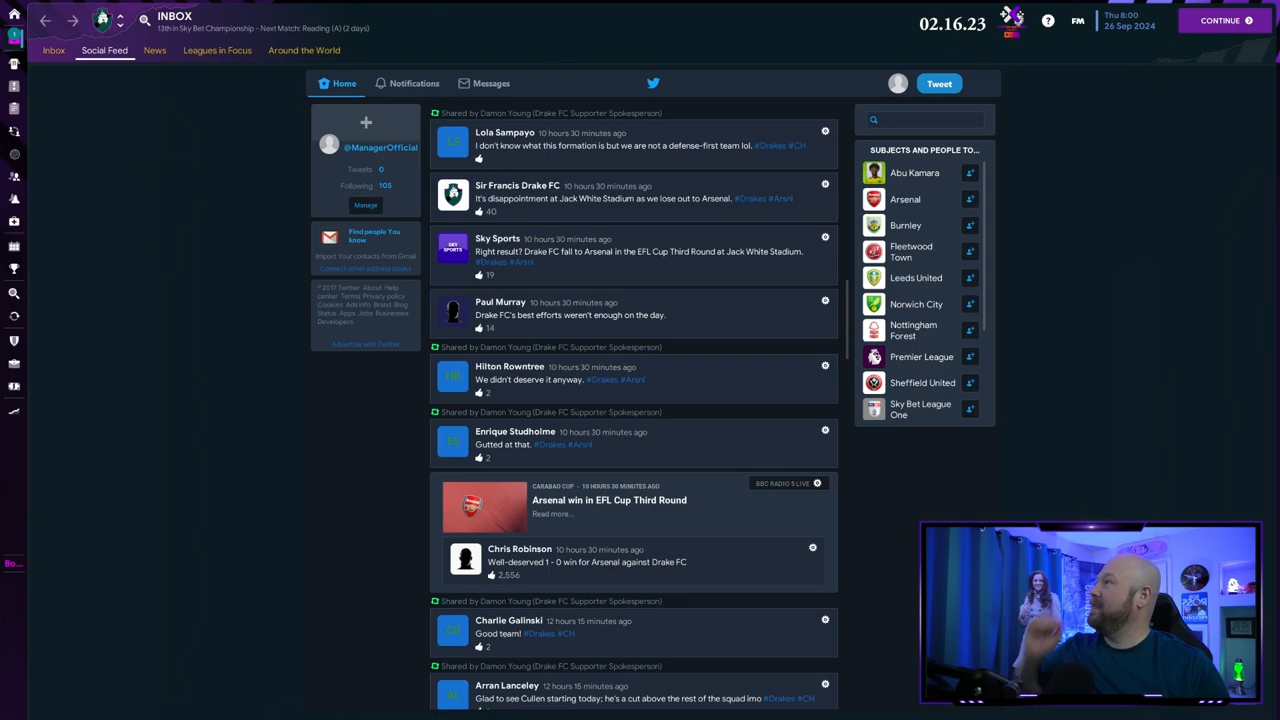 INBOX
13th in Sky Bet Championship - Next Match: Reading (A) (2 days)
02.16.23
FM
Thu 8:00
26 Sep 2024
CONTINUE
Inbox
Social Feed
News
Leagues in Focus
Around the World
Home
Notifications
Messages
Tweet
@ManagerOfficial
Tweets 0
Following 105
Manage
Find people You
know
Import Your contacts from Gmail
Connect other address books
© 2017 Twitter About Help
center Terms Privacy policy
Cookies Ads info Brand Blog
Status Apps Jobs Businesses
Developers
Advertise with Twitter
Shared by Damon Young (Drake FC Supporter Spokesperson)
LS
Lola Sampayo 10 hours 30 minutes ago
I don't know what this formation is but we are not a defense-first team lol. #Drakes #CH
Sir Francis Drake FC 10 hours 30 minutes ago
It's disappointment at Jack White Stadium as we lose out to Arsenal. #Drakes #Arsnl
40
SKY
SPORTS
Sky Sports 10 hours 30 minutes ago
Right result? Drake FC fall to Arsenal in the EFL Cup Third Round at Jack White Stadium.
#Drakes #Arsnl
19
Paul Murray 10 hours 30 minutes ago
Drake FC's best efforts weren't enough on the day.
14
Shared by Damon Young (Drake FC Supporter Spokesperson)
HR
Hilton Rowntree 10 hours 30 minutes ago
We didn't deserve it anyway. #Drakes #Arsnl
2
Shared by Damon Young (Drake FC Supporter Spokesperson)
ES
Enrique Studholme 10 hours 30 minutes ago
Gutted at that. #Drakes #Arsnl
2
CARABAO CUP - 10 HOURS 30 MINUTES AGO
BBC RADIO 5 LIVE
Arsenal win in EFL Cup Third Round
Read more...
Chris Robinson 10 hours 30 minutes ago
Well-deserved 1 - 0 win for Arsenal against Drake FC
2,556
Shared by Damon Young (Drake FC Supporter Spokesperson)
CG
Charlie Galinski 12 hours 15 minutes ago
Good team! #Drakes #CH
2
Shared by Damon Young (Drake FC Supporter Spokesperson)
AL
Arran Lanceley 12 hours 15 minutes ago
Glad to see Cullen starting today; he's a cut above the rest of the squad imo #Drakes #CH
SUBJECTS AND PEOPLE TO...
Abu Kamara
Arsenal
Burnley
Fleetwood
Town
Leeds United
Norwich City
Nottingham
Forest
Premier League
Sheffield United
Sky Bet League
One
Bo...